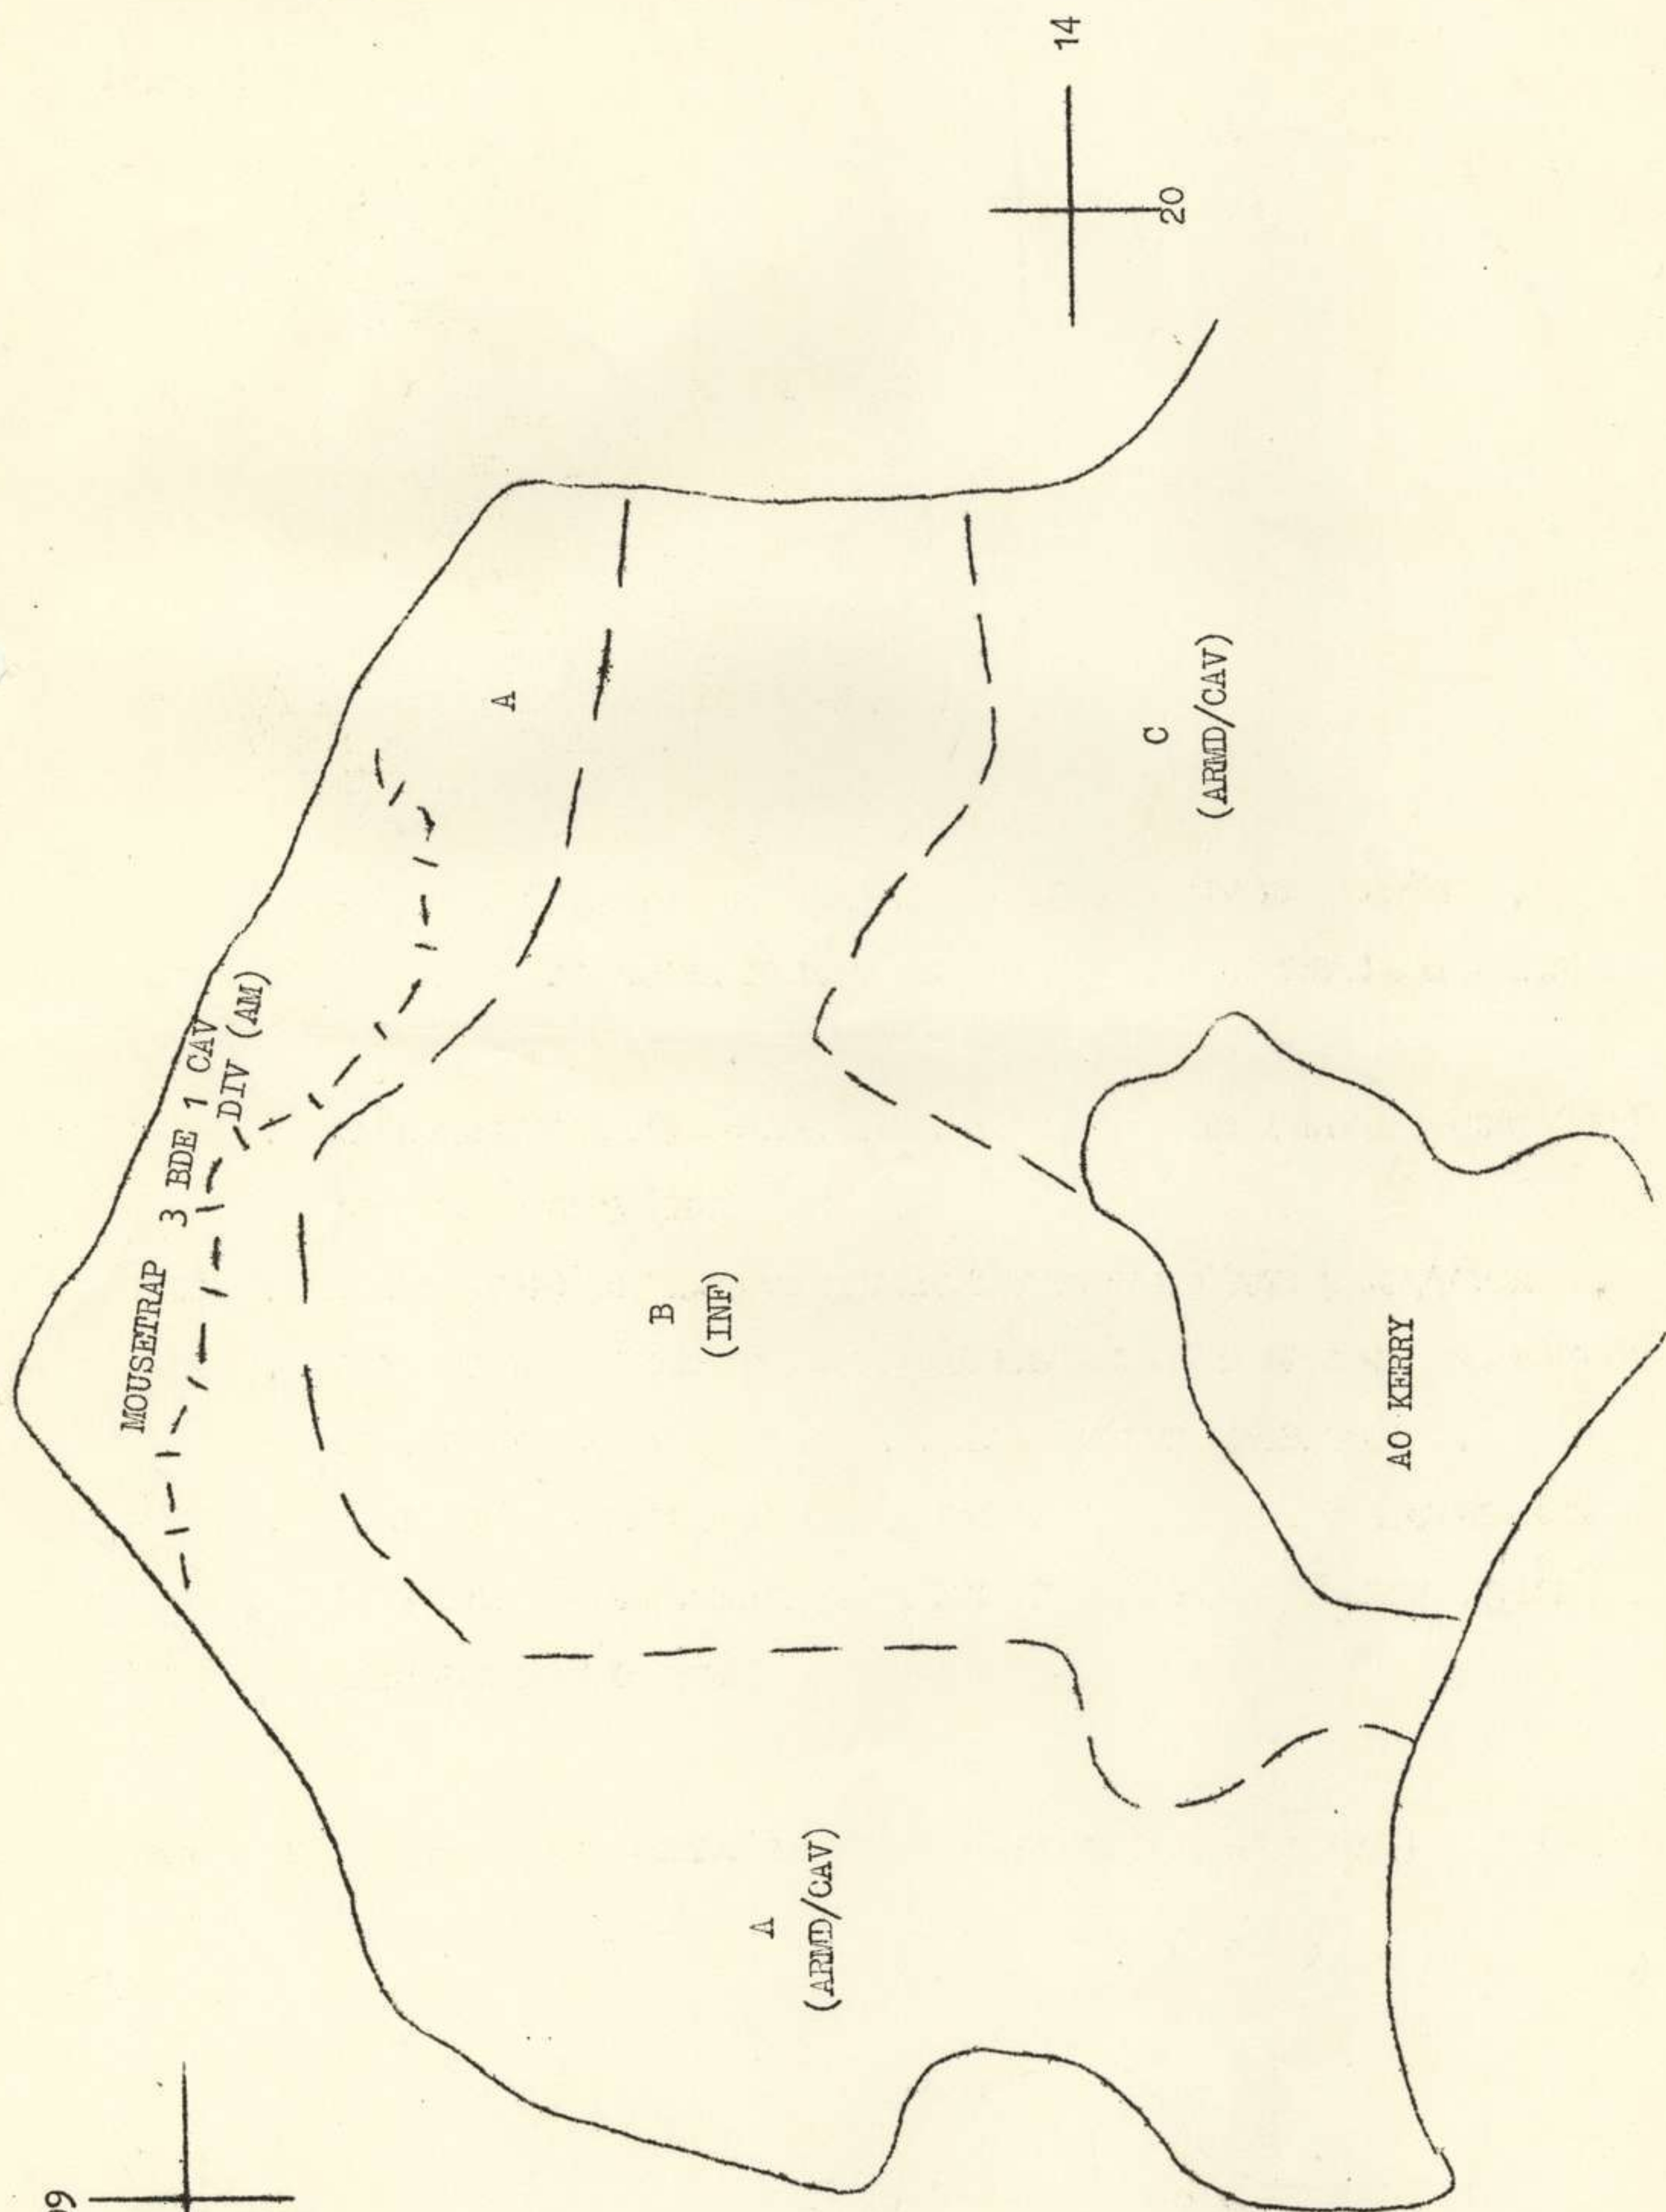 MOUSETRAP
3 BDE 1 CAV
DIV (AM)
A
B
(INF)
A
(ARMD/CAV)
14
20
C
(ARMD/CAV)
AO KERRY